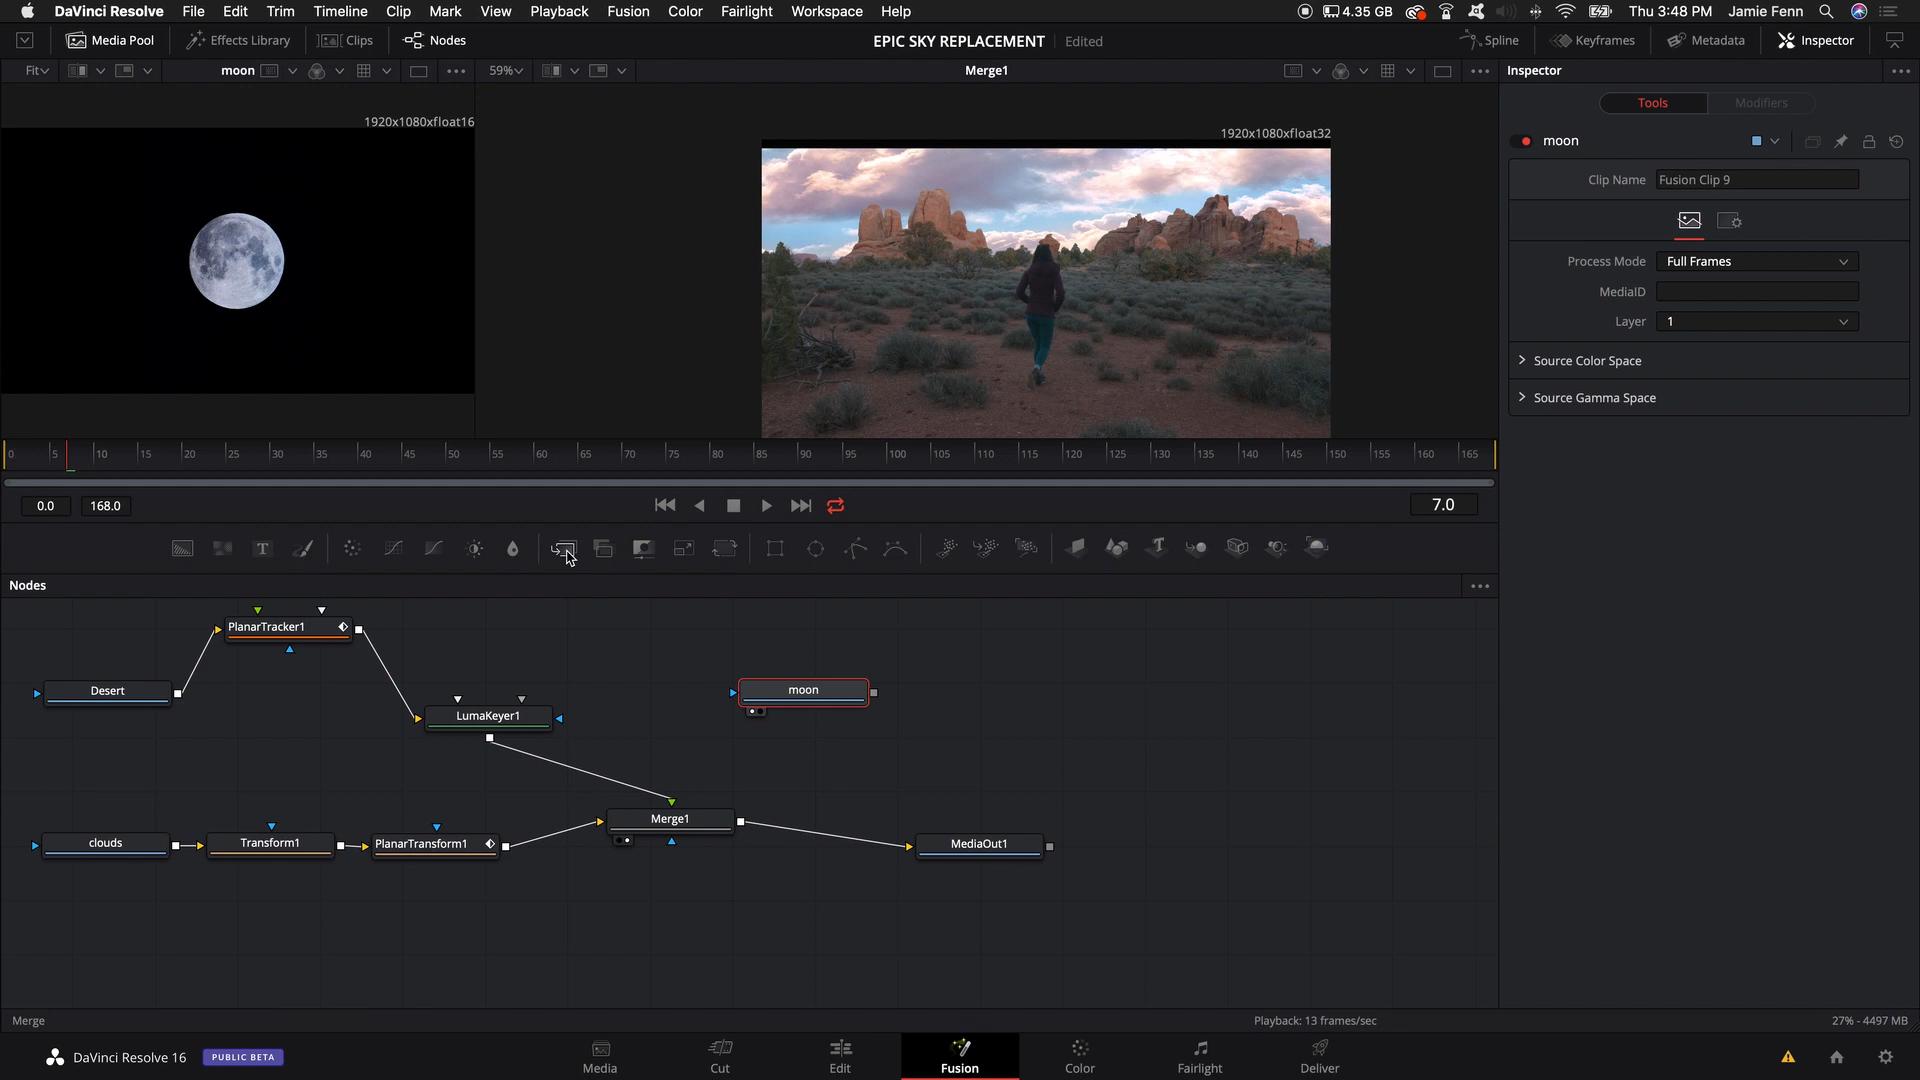 DaVinci Resolve File Edit Trim Timeline Clip Mark View Playback Fusion Color Fairlight Workspace Help 4.35 GB Thu 3:48 PM Jamie Fenn
Media Pool Effects Library Clips Nodes EPIC SKY REPLACEMENT Edited Spline Keyframes Metadata Inspector
Fit moon 59% Merge1 Inspector
Tools Modifiers
1920x1080xfloat16
1920x1080xfloat32
moon
Clip Name Fusion Clip 9
Process Mode Full Frames
MediaID
Layer 1
Source Color Space
Source Gamma Space
0 5 10 15 20 25 30 35 40 45 50 55 60 65 70 75 80 85 90 95 100 105 110 115 120 125 130 135 140 145 150 155 160 165
0.0 168.0 7.0
T T
Nodes
PlanarTracker1
Desert
moon
LumaKeyer1
Merge1
clouds Transform1 PlanarTransform1 MediaOut1
Merge Playback: 13 frames/sec 27% - 4497 MB
DaVinci Resolve 16 PUBLIC BETA
Media Cut Edit Fusion Color Fairlight Deliver